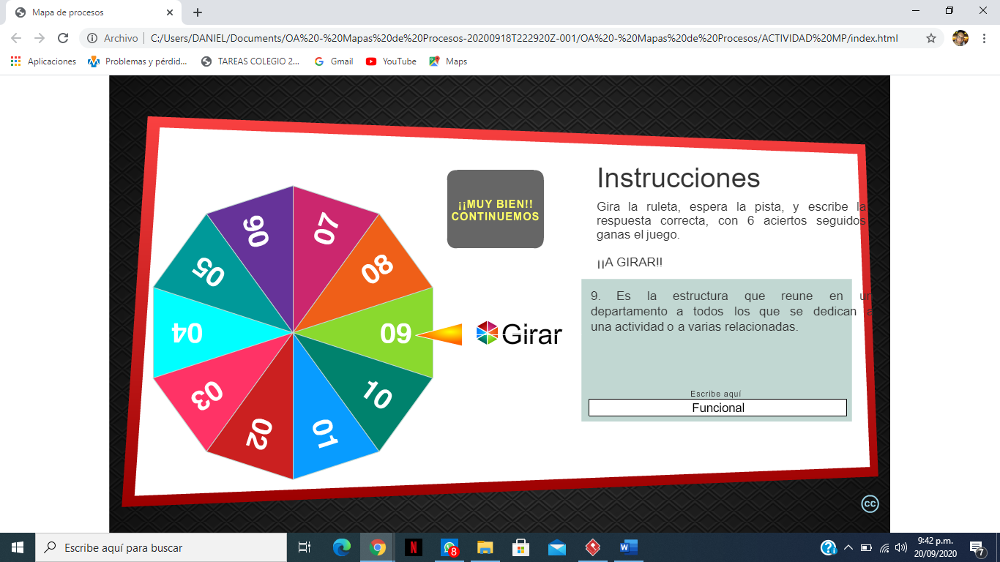 Mapa de procesos
Archivo
C:/Users/DANIEL/Documents/OA%20-%20Mapas%20de%20Procesos-20200918T222920Z-001/OA%20-%20Mapas%20de%20Procesos/ACTIVIDAD%20MP/index.html
Aplicaciones
Problemas y pérdid...
TAREAS COLEGIO 2...
Gmail
YouTube
Maps
¡¡MUY BIEN!!
CONTINUEMOS
Instrucciones
Gira la ruleta, espera la pista, y escribe la
respuesta correcta, con 6 aciertos seguidos
ganas el juego.
¡¡A GIRAR!!
9. Es la estructura que reune en un
departamento a todos los que se dedican a
una actividad o a varias relacionadas.
Escribe aquí
Funcional
Girar
01
02
03
04
05
06
07
08
09
10
cc
Escribe aquí para buscar
N
8
W
?
9:42 p.m.
20/09/2020
7